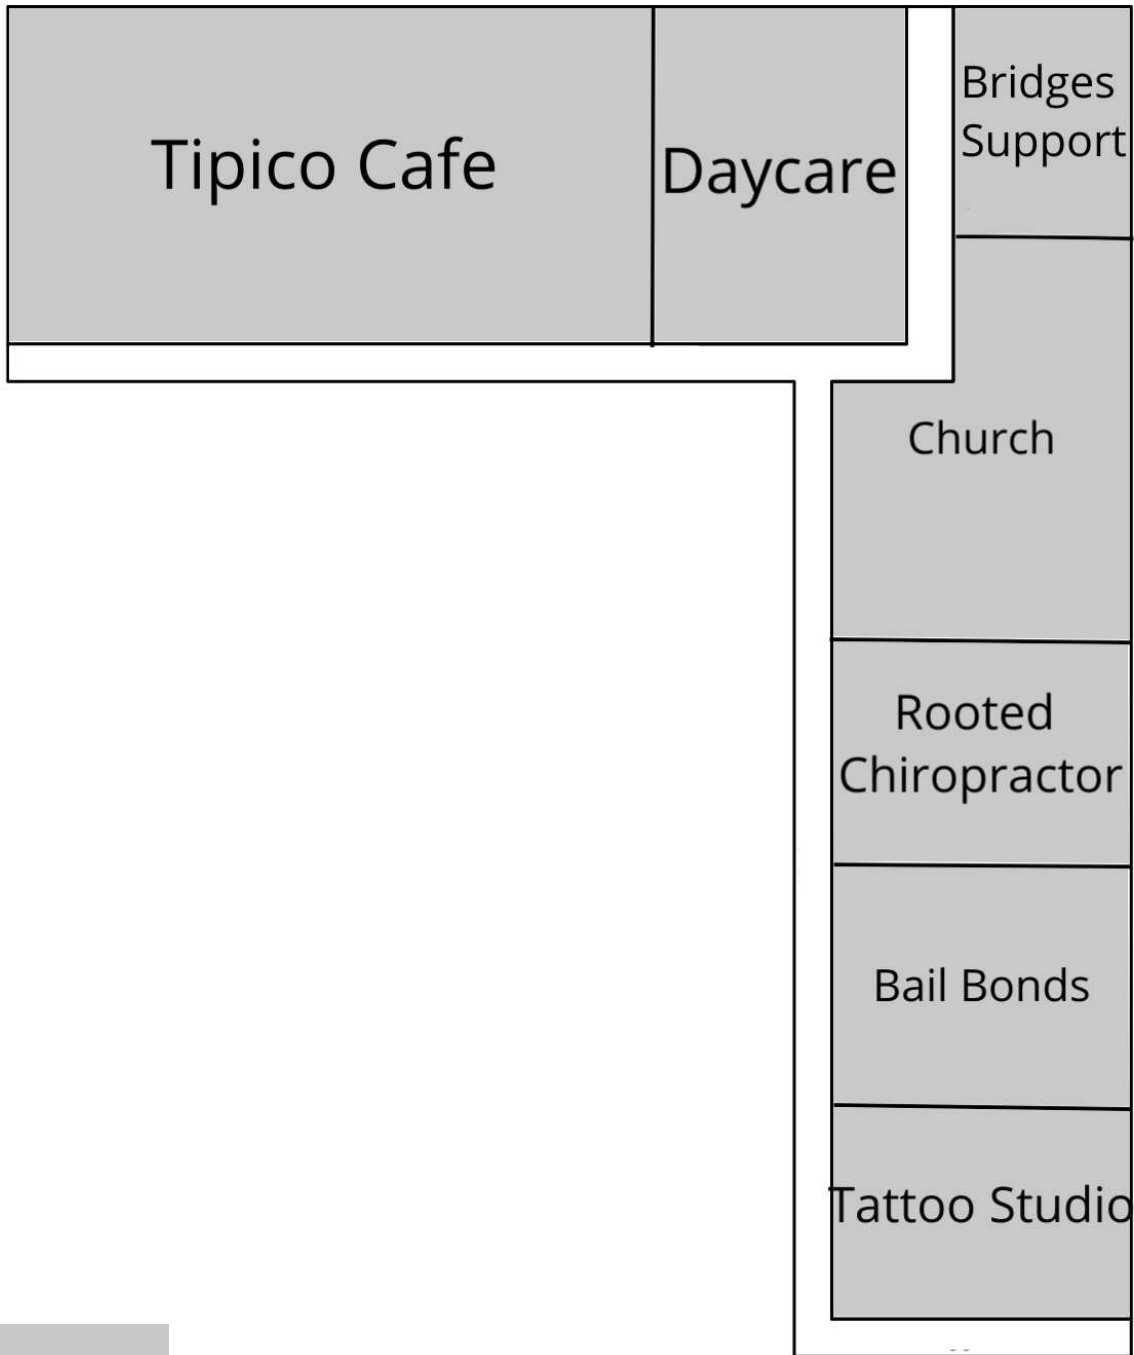 Tipico Cafe
Daycare
Bridges
Support
Church
Rooted
Chiropractor
Bail Bonds
Tattoo Studio